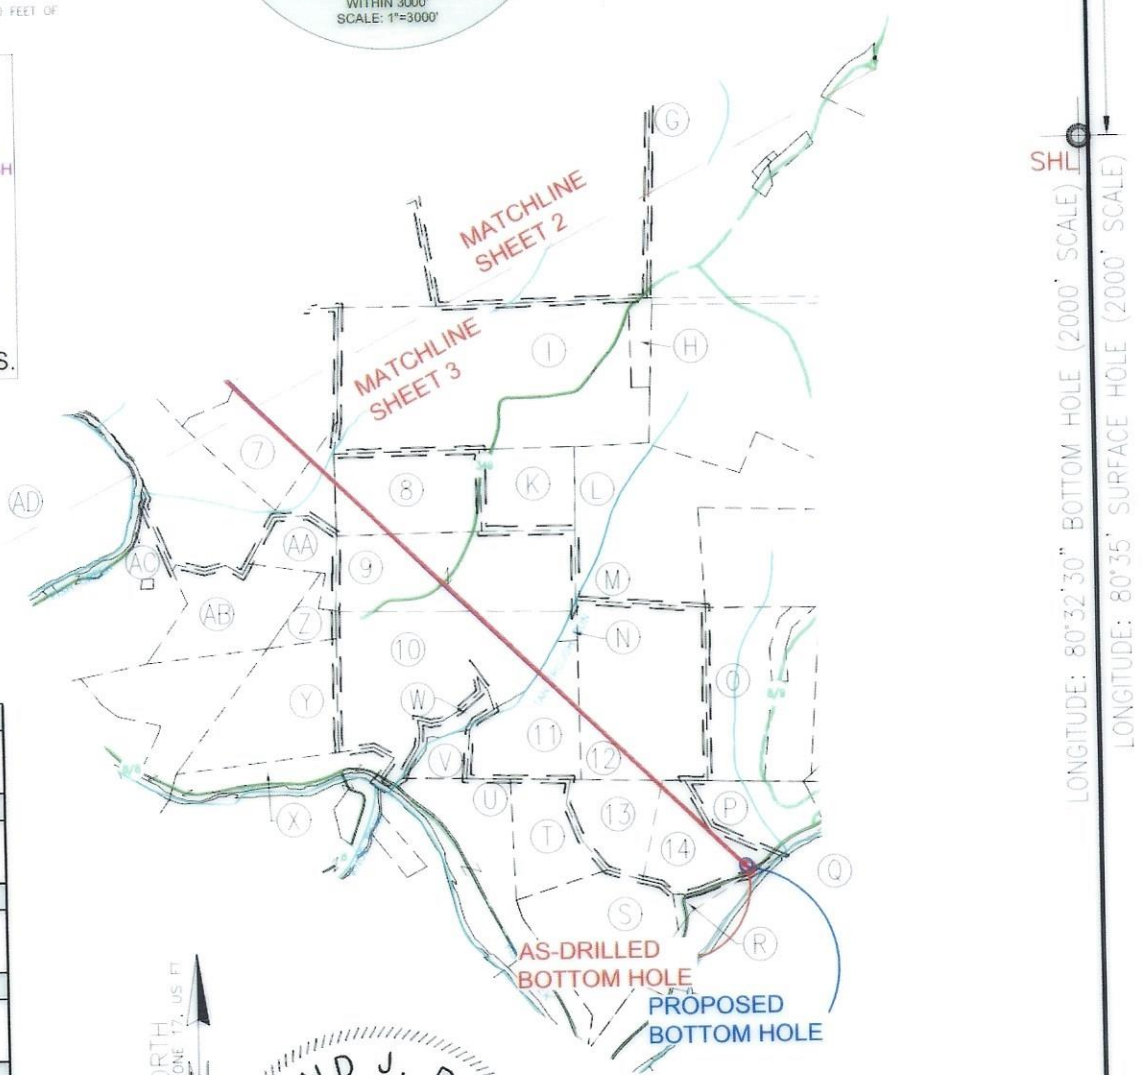 FEET OF
WITHIN 3000'
SCALE: 1"=3000'
H
S.
G
MATCHLINE
SHEET 2
SHL
MATCHLINE
SHEET 3
I
H
7
8
K
L
AD
AA
AC
9
M
AB
Z
N
10
O
Y
W
11
12
V
U
P
X
13
T
14
Q
S
R
AS-DRILLED
BOTTOM HOLE
PROPOSED
BOTTOM HOLE
LONGITUDE: 80°32'30" BOTTOM HOLE (2000' SCALE)
LONGITUDE: 80°35' SURFACE HOLE (2000' SCALE)